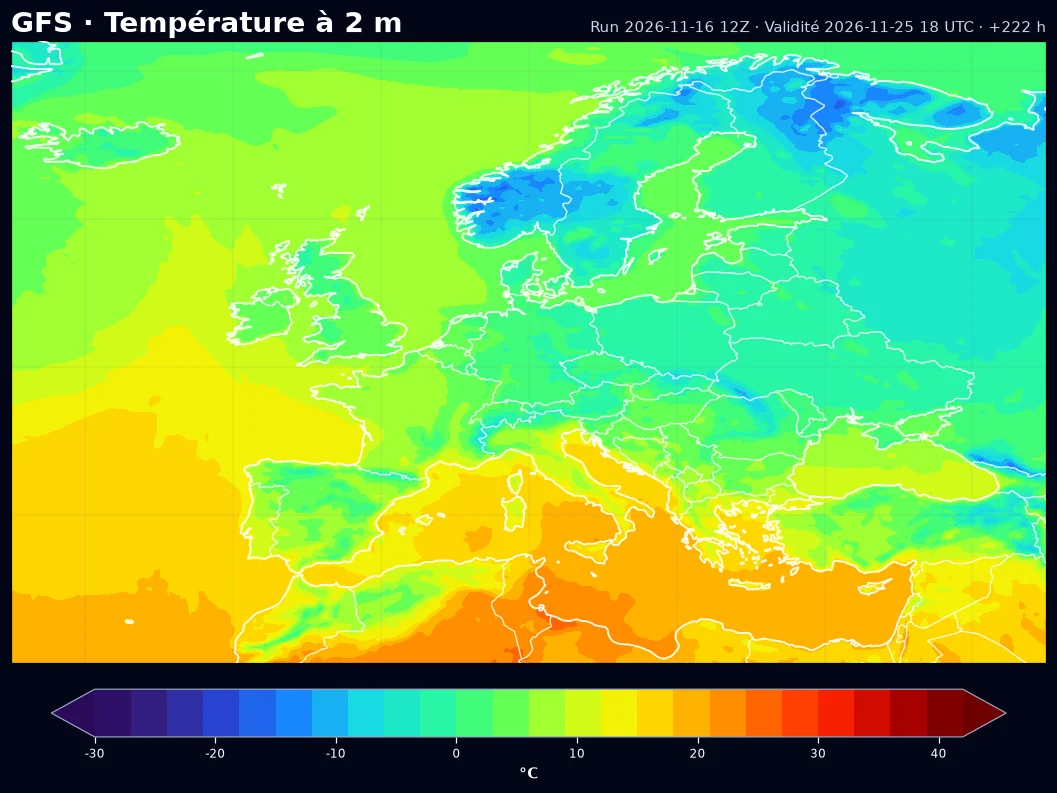 GFS · Température à 2 m
Run 2026-11-16 12Z · Validité 2026-11-25 18 UTC · +222 h
-30 -20 -10 0 10 20 30 40
°C